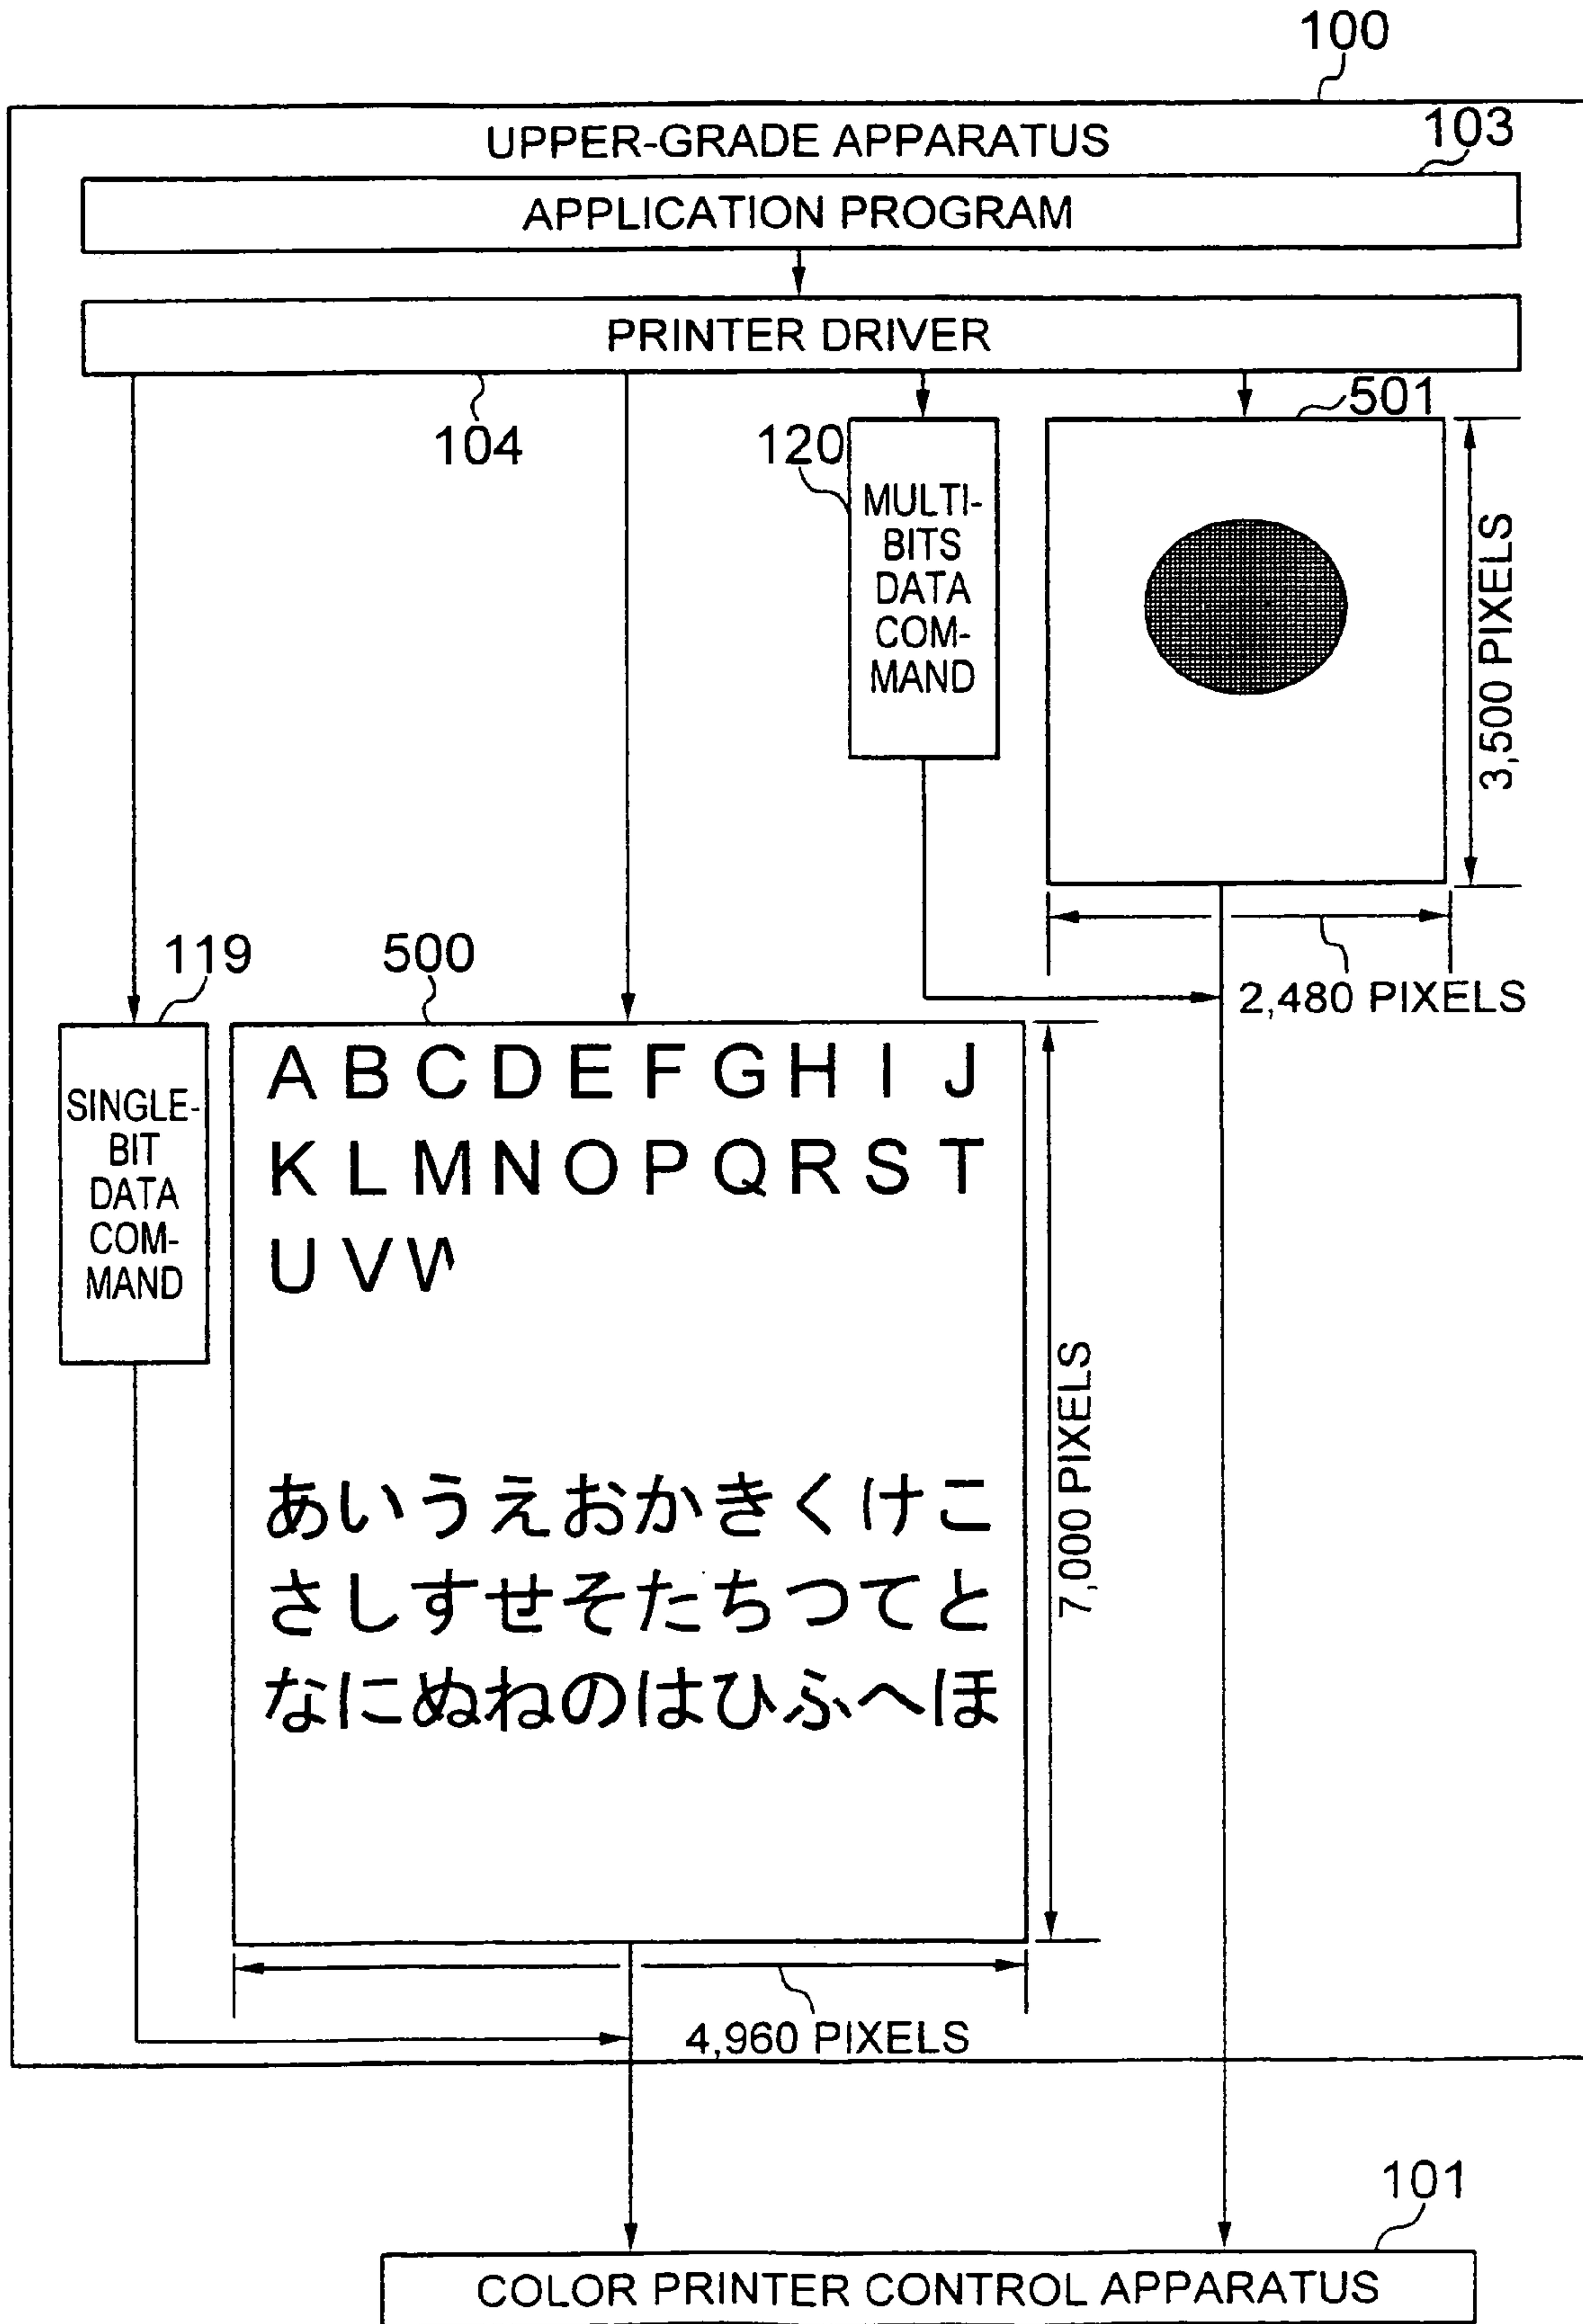 100
UPPER-GRADE APPARATUS
103
APPLICATION PROGRAM
PRINTER DRIVER
104
120
MULTI-
BITS
DATA
COM-
MAND
501
3,500 PIXELS
2,480 PIXELS
119
SINGLE-
BIT
DATA
COM-
MAND
500
A B C D E F G H I J
K L M N O P Q R S T
U V W
あいうえおかきくけこ
さしすせそたちつてと
なにぬねのはひふへほ
7,000 PIXELS
4,960 PIXELS
101
COLOR PRINTER CONTROL APPARATUS